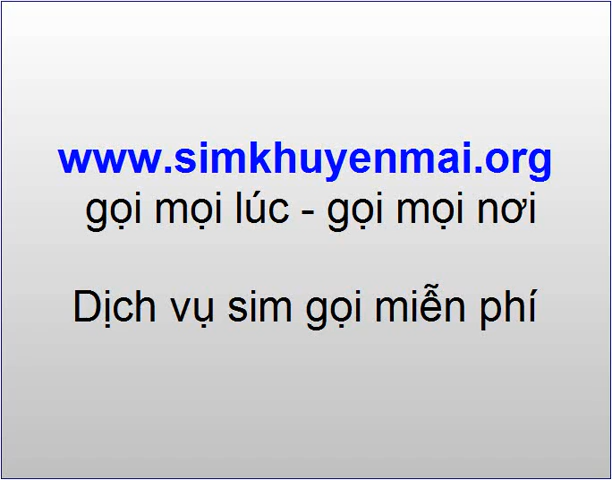 www.simkhuyenmai.org
gọi mọi lúc - gọi mọi nơi
Dịch vụ sim gọi miễn phí